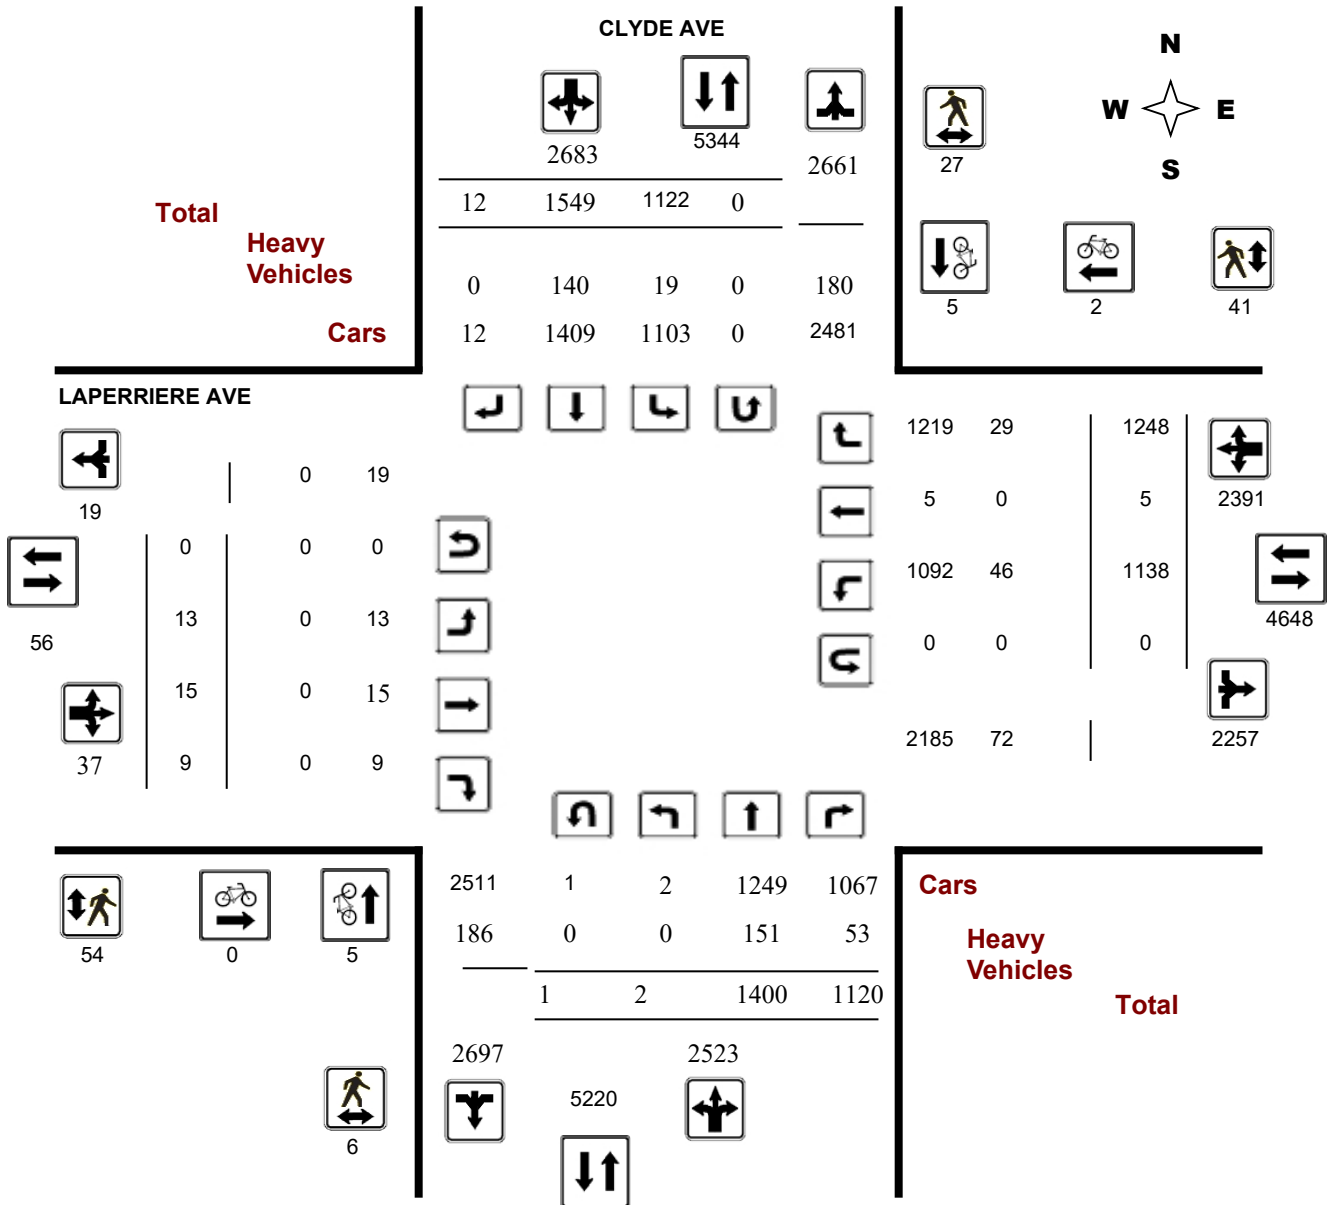 CLYDE AVE
N
W E
S
2683
5344
2661
27
12 1549 1122 0
Total
Heavy
Vehicles
0 140 19 0 180
5 2 41
Cars
12 1409 1103 0 2481
LAPERRIERE AVE
1219 29 1248
0 19
19
5 0 5 2391
0 0 0
1092 46 1138
13 0 13
4648
56
0 0 0
15 0 15
2185 72 2257
37
9 0 9
2511 1 2 1249 1067
Cars
186 0 0 151 53
Heavy
Vehicles
54 0 5
1 2 1400 1120
Total
2697 2523
5220
6